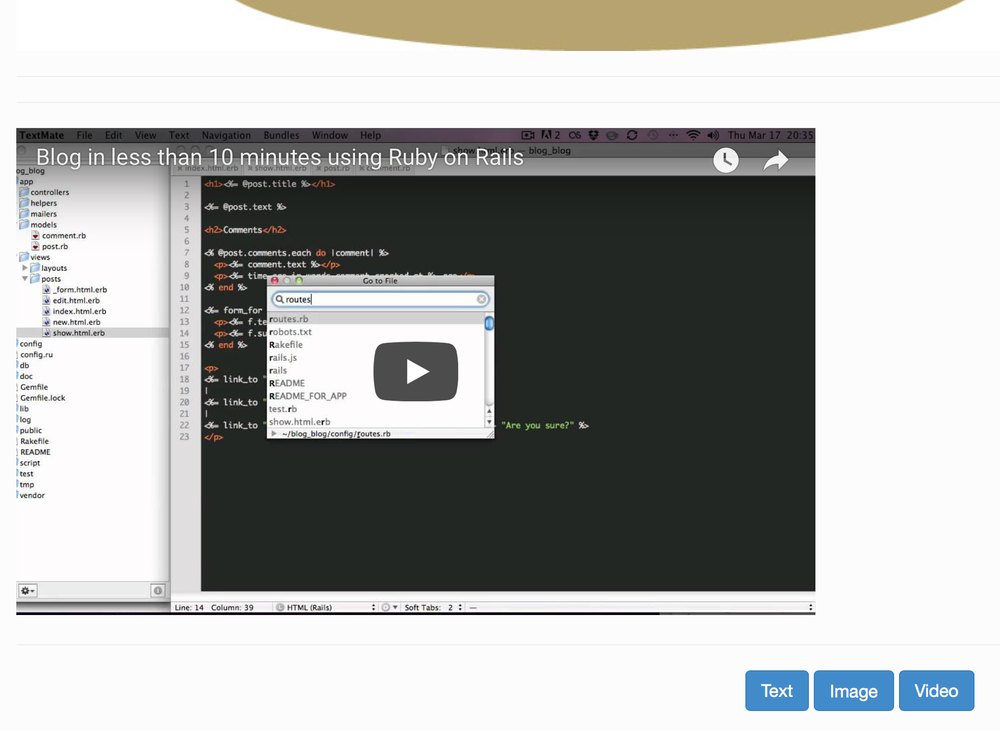 TextMate File Edit View Text Navigation Bundles Window Help 2 Thu Mar 17 20:35
show.html.erb — blog_blog
Blog in less than 10 minutes using Ruby on Rails
index.html.erb show.html.erb post.rb comment.rb
og_blog
app
controllers
helpers
mailers
models
comment.rb
post.rb
views
layouts
posts
_form.html.erb
edit.html.erb
index.html.erb
new.html.erb
show.html.erb
config
config.ru
db
doc
Gemfile
Gemfile.lock
lib
log
public
Rakefile
README
script
test
tmp
vendor
1 <h1><%= @post.title %></h1>
2
3 <%= @post.text %>
4
5 <h2>Comments</h2>
6
7 <% @post.comments.each do |comment| %>
8 <p><%= comment.text %></p>
9 <p><%= time
10 <% end %>
11
12 <%= form_for
13 <p><%= f.te
14 <p><%= f.su
15 <% end %>
16
17 <p>
18 <%= link_to "
19 |
20 <%= link_to "
21 |
22 <%= link_to " "Are you sure?" %>
23 </p>
Go to File
routes
routes.rb
robots.txt
Rakefile
rails.js
rails
README
README_FOR_APP
test.rb
show.html.erb
~/blog_blog/config/routes.rb
Line: 14 Column: 39 HTML (Rails) Soft Tabs: 2 —
Text Image Video